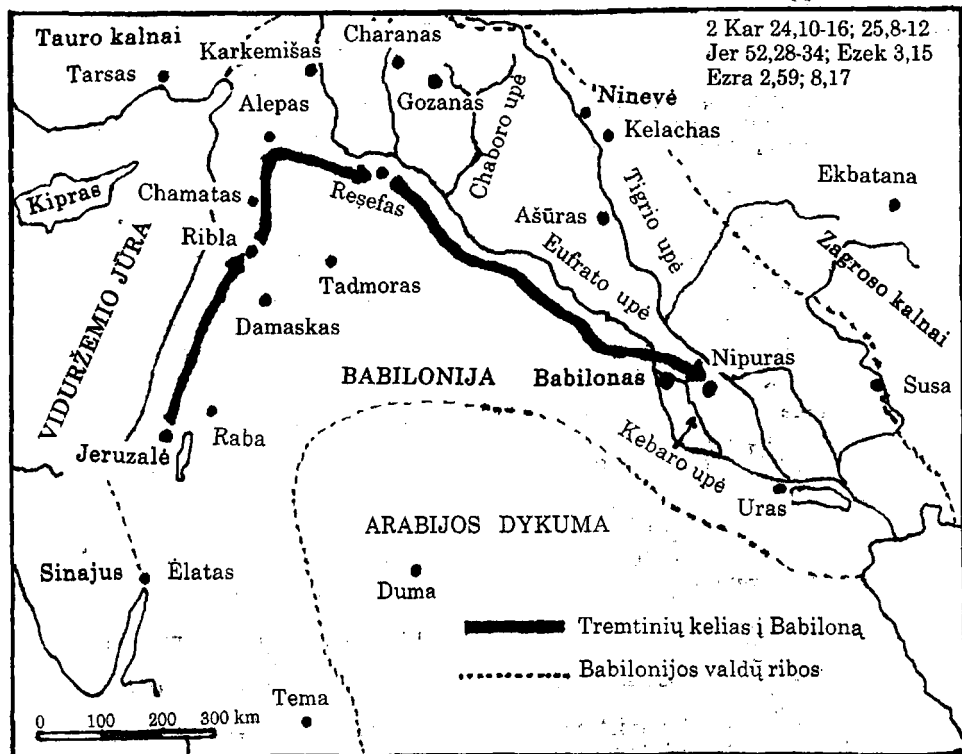 2 Kar 24,10-16; 25,8-12
Jer 52,28-34; Ezek 3,15
Ezra 2,59; 8,17
Tauro kalnai
Tarsas
Karkemišas
Charanas
Gozanas
Chaboro upė
Ninevė
Kelachas
Alepas
Ekbatana
Kipras
Chamatas
Reșefas
Ašūras
Tigrio upė
Ribla
Eufrato upė
Zagroso kalnai
VIDURŽEMIO JŪRA
Tadmoras
Damaskas
BABILONIJA
Babilonas
Nipuras
Susa
Jeruzalė
Raba
Kebaro upė
Uras
ARABIJOS DYKUMA
Sinajus
Ėlatas
Duma
Tremtinių kelias į Babiloną
Babilonijos valdų ribos
Tema
0 100 200 300 km